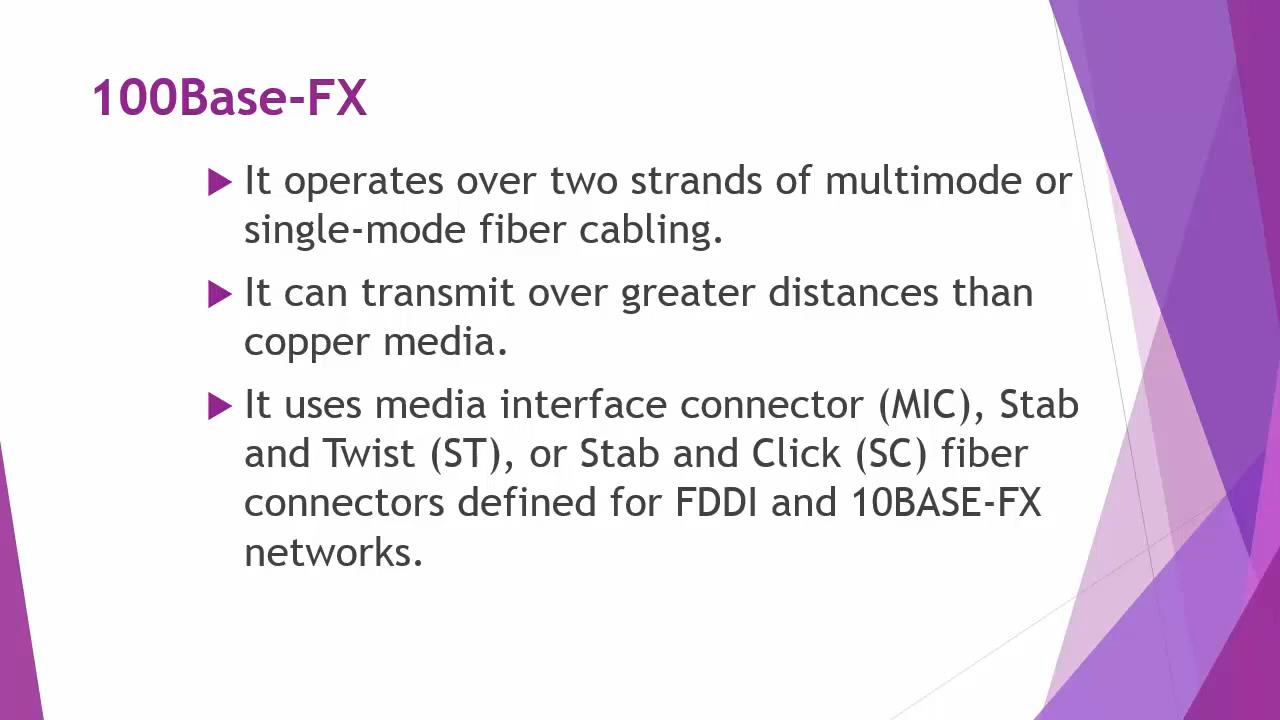 100Base-FX
It operates over two strands of multimode or
single-mode fiber cabling.
It can transmit over greater distances than
copper media.
It uses media interface connector (MIC), Stab
and Twist (ST), or Stab and Click (SC) fiber
connectors defined for FDDI and 10BASE-FX
networks.